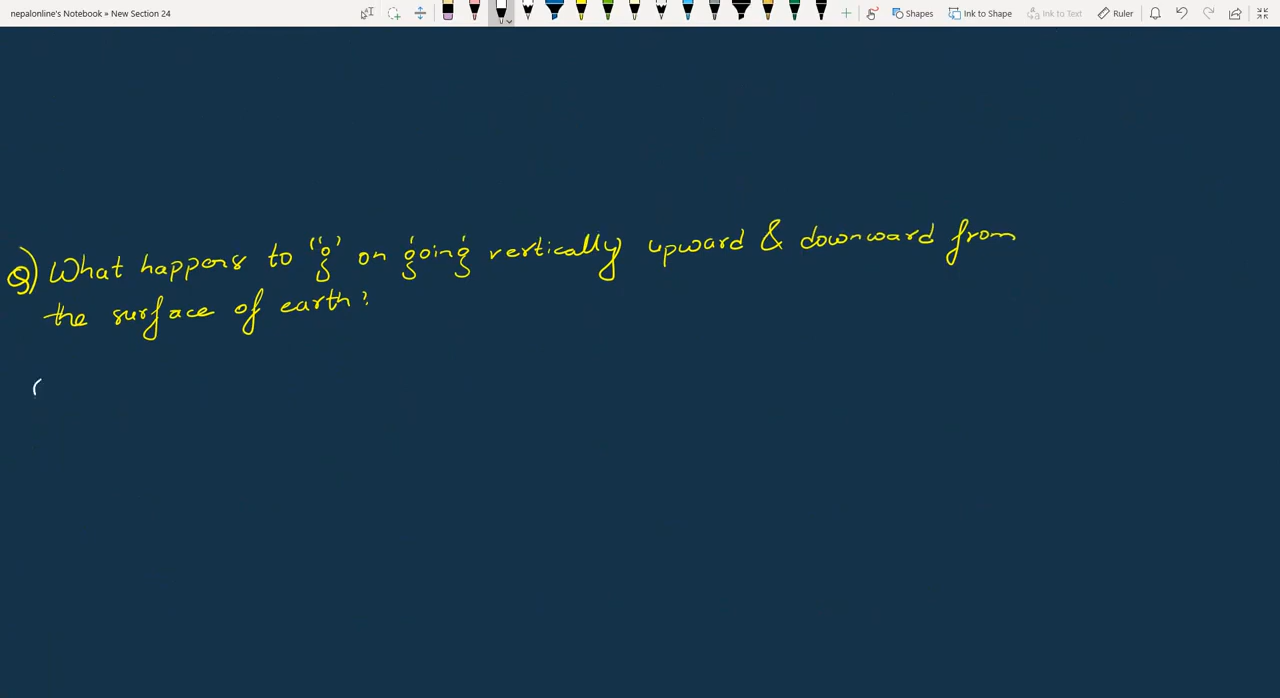 nepalonline's Notebook » New Section 24
Shapes Ink to Shape Ink to Text Ruler
Q) What happens to "g" on going vertically upward & downward from
the surface of earth?
(